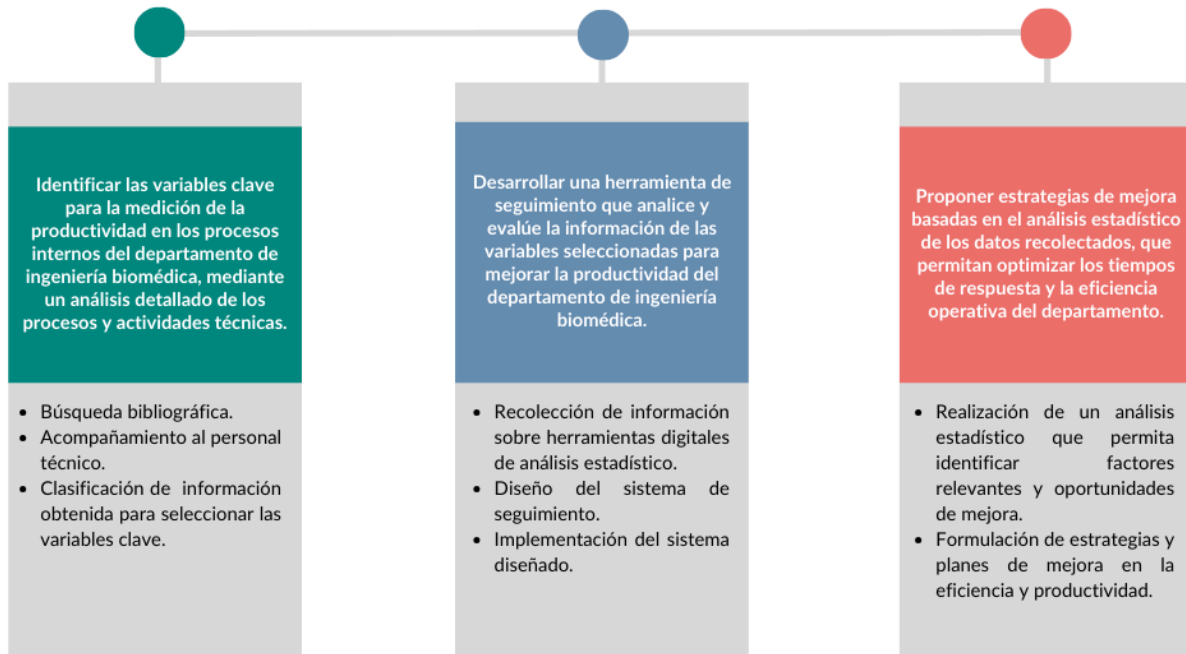 Identificar las variables clave
para la medición de la
productividad en los procesos
internos del departamento de
ingeniería biomédica, mediante
un análisis detallado de los
procesos y actividades técnicas.
• Búsqueda bibliográfica.
• Acompañamiento al personal
técnico.
• Clasificación de información
obtenida para seleccionar las
variables clave.
Desarrollar una herramienta de
seguimiento que analice y
evalúe la información de las
variables seleccionadas para
mejorar la productividad del
departamento de ingeniería
biomédica.
• Recolección de información
sobre herramientas digitales
de análisis estadístico.
• Diseño del sistema de
seguimiento.
• Implementación del sistema
diseñado.
Proponer estrategias de mejora
basadas en el análisis estadístico
de los datos recolectados, que
permitan optimizar los tiempos
de respuesta y la eficiencia
operativa del departamento.
• Realización de un análisis
estadístico que permita
identificar factores
relevantes y oportunidades
de mejora.
• Formulación de estrategias y
planes de mejora en la
eficiencia y productividad.